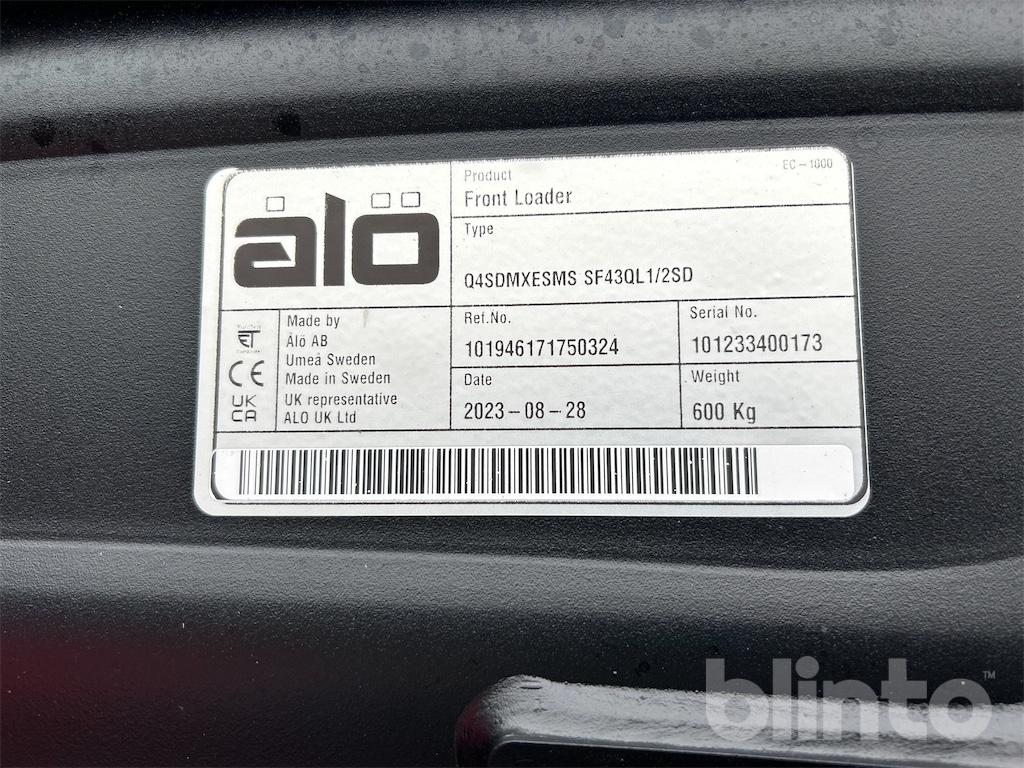 älö
Product
EC-1000
Front Loader
Type
Q4SDMXESMS SF43QL1/2SD
Made by
Ålö AB
Umeå Sweden
Made in Sweden
UK representative
ALO UK Ltd
CE
UK
CA
Ref.No.
101946171750324
Serial No.
101233400173
Date
2023-08-28
Weight
600 Kg
blinto™